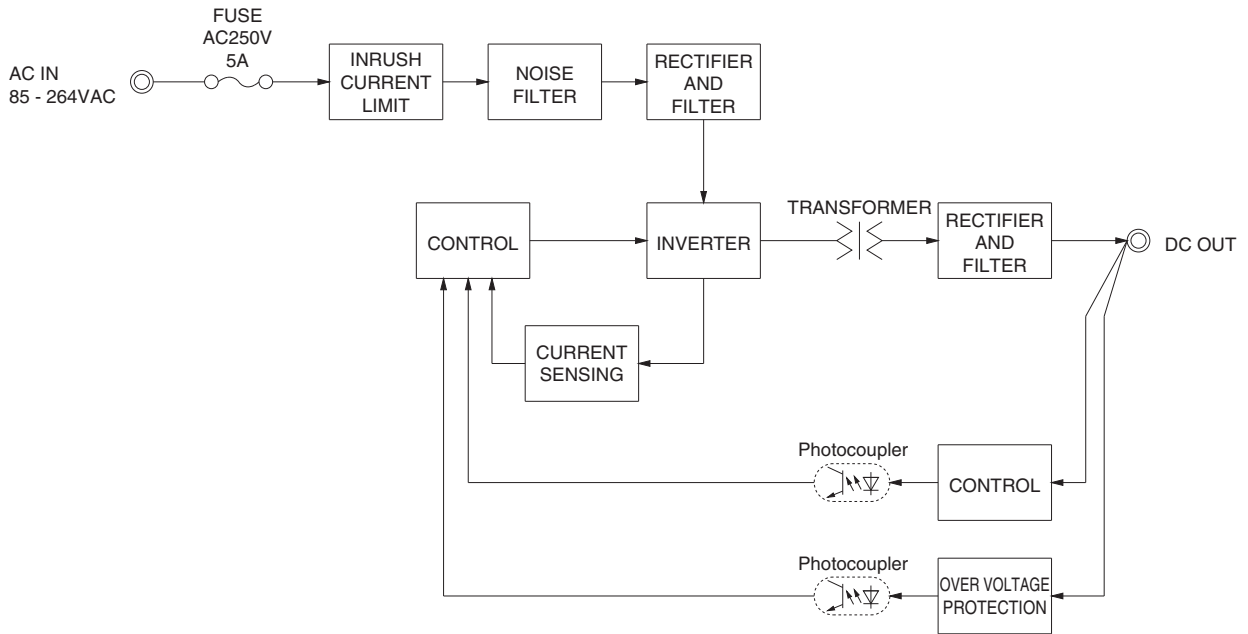 FUSE
AC250V
5A
AC IN
85 - 264VAC
INRUSH
CURRENT
LIMIT
NOISE
FILTER
RECTIFIER
AND
FILTER
CONTROL
INVERTER
TRANSFORMER
RECTIFIER
AND
FILTER
DC OUT
CURRENT
SENSING
Photocoupler
CONTROL
Photocoupler
OVER VOLTAGE
PROTECTION